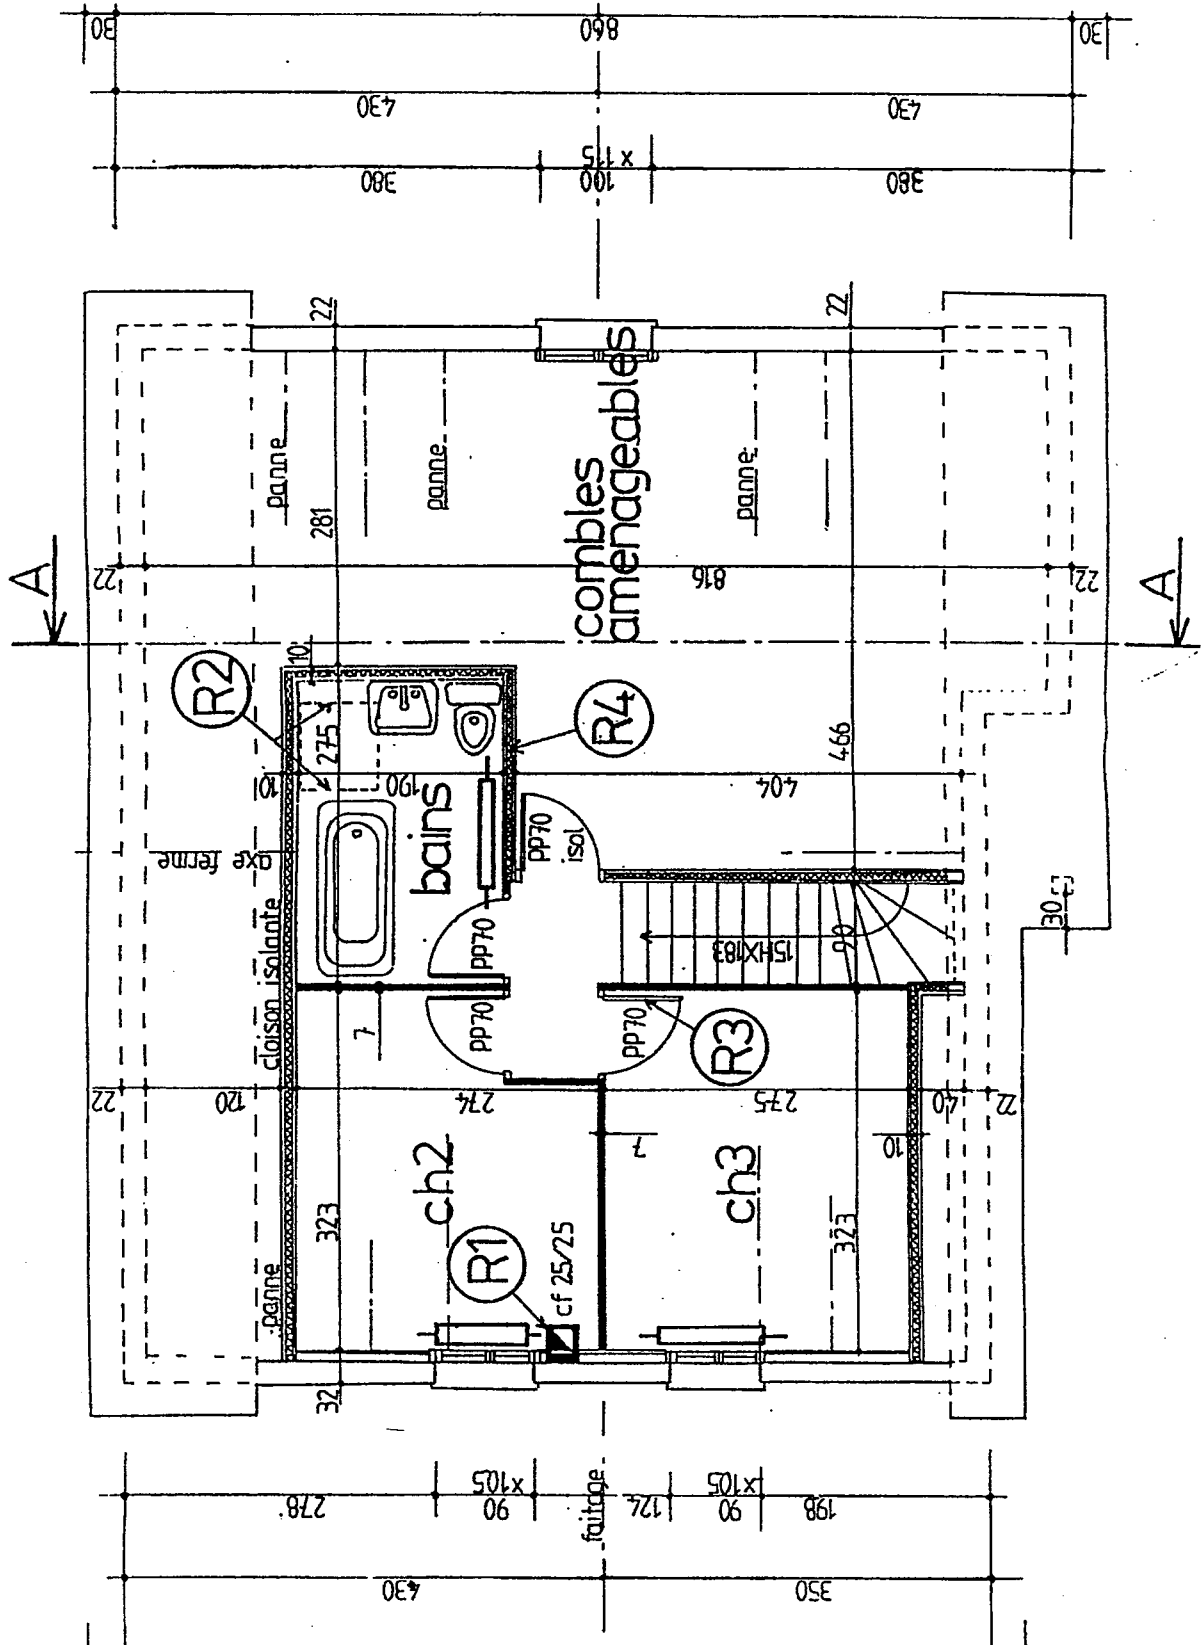 30
860
30
430
430
x 115
380
100
380
22
22
panne
panne
panne
281
combles
amenageables
A
22
816
22
A
R2
10
275
R4
466
10
190
404
bains
axe ferme
pp70
isol
cloison isolante
pp70
15HX183
90
30
7
pp70
pp70
R3
22
120
274
275
40
22
7
10
ch2
ch3
323
323
R1
cf 25/25
panne
32
x105
x105
278
90
faitage
124
90
198
430
350